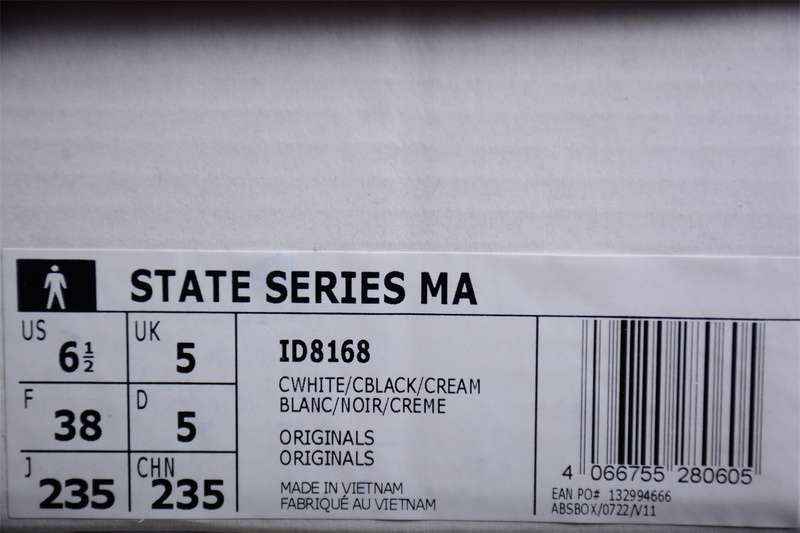 STATE SERIES MA
US 6½ UK 5
F 38 D 5
J 235 CHN 235
ID8168
CWHITE/CBLACK/CREAM
BLANC/NOIR/CREME
ORIGINALS
ORIGINALS
MADE IN VIETNAM
FABRIQUÉ AU VIETNAM
4 066755 280605
EAN PO# 132994666
ABSBOX/0722/V11